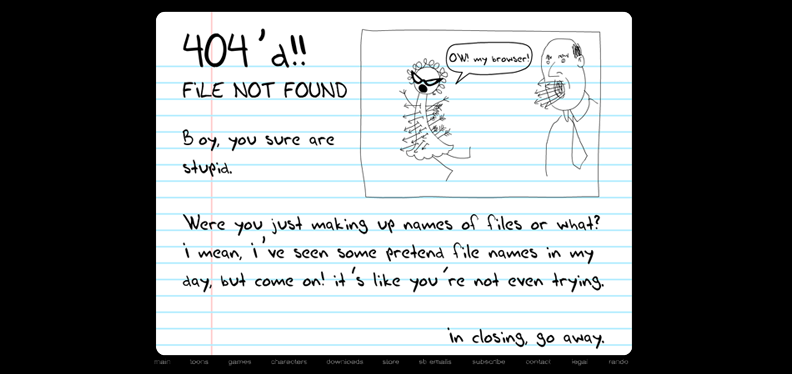 404'd!!
FiLE NOT FOUND
OW! my browser!
Boy, you sure are
stupid.
Were you just making up names of files or what?
i mean, i've seen some pretend file names in my
day, but come on! it's like you're not even trying.
in closing, go away.
main toons games characters downloads store sb emails subscribe contact legal rando